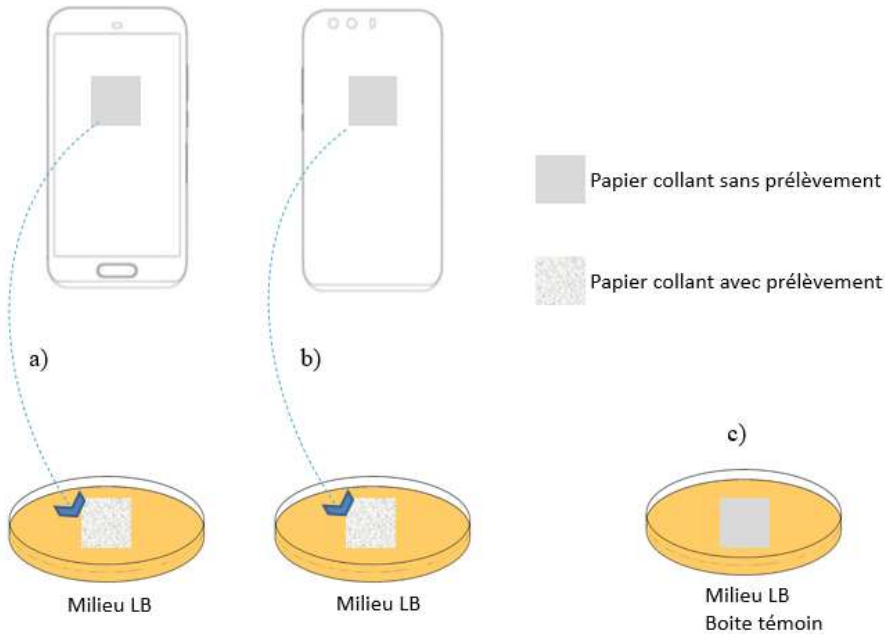 Papier collant sans prélèvement
Papier collant avec prélèvement
a)
b)
c)
Milieu LB
Milieu LB
Milieu LB
Boite témoin